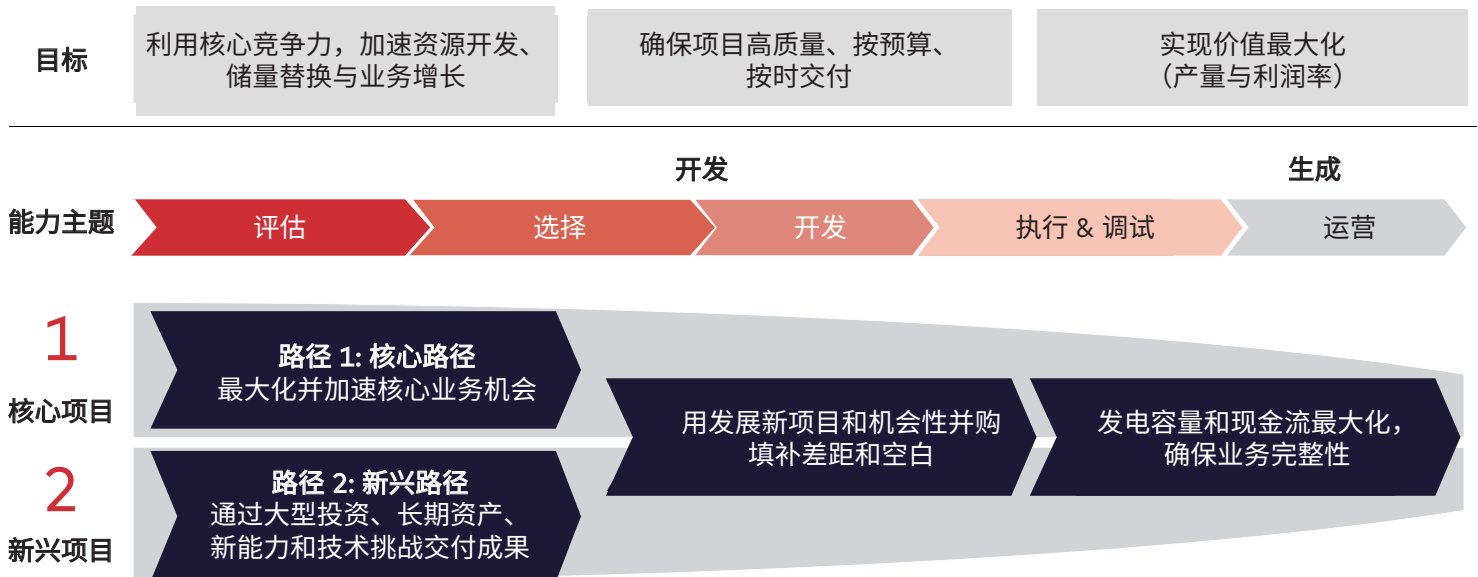 目标
利用核心竞争力，加速资源开发、
储量替换与业务增长
确保项目高质量、按预算、
按时交付
实现价值最大化
（产量与利润率）
开发
生成
能力主题
评估
选择
开发
执行 & 调试
运营
1
核心项目
路径 1: 核心路径
最大化并加速核心业务机会
用发展新项目和机会性并购
填补差距和空白
发电容量和现金流最大化，
确保业务完整性
2
新兴项目
路径 2: 新兴路径
通过大型投资、长期资产、
新能力和技术挑战交付成果